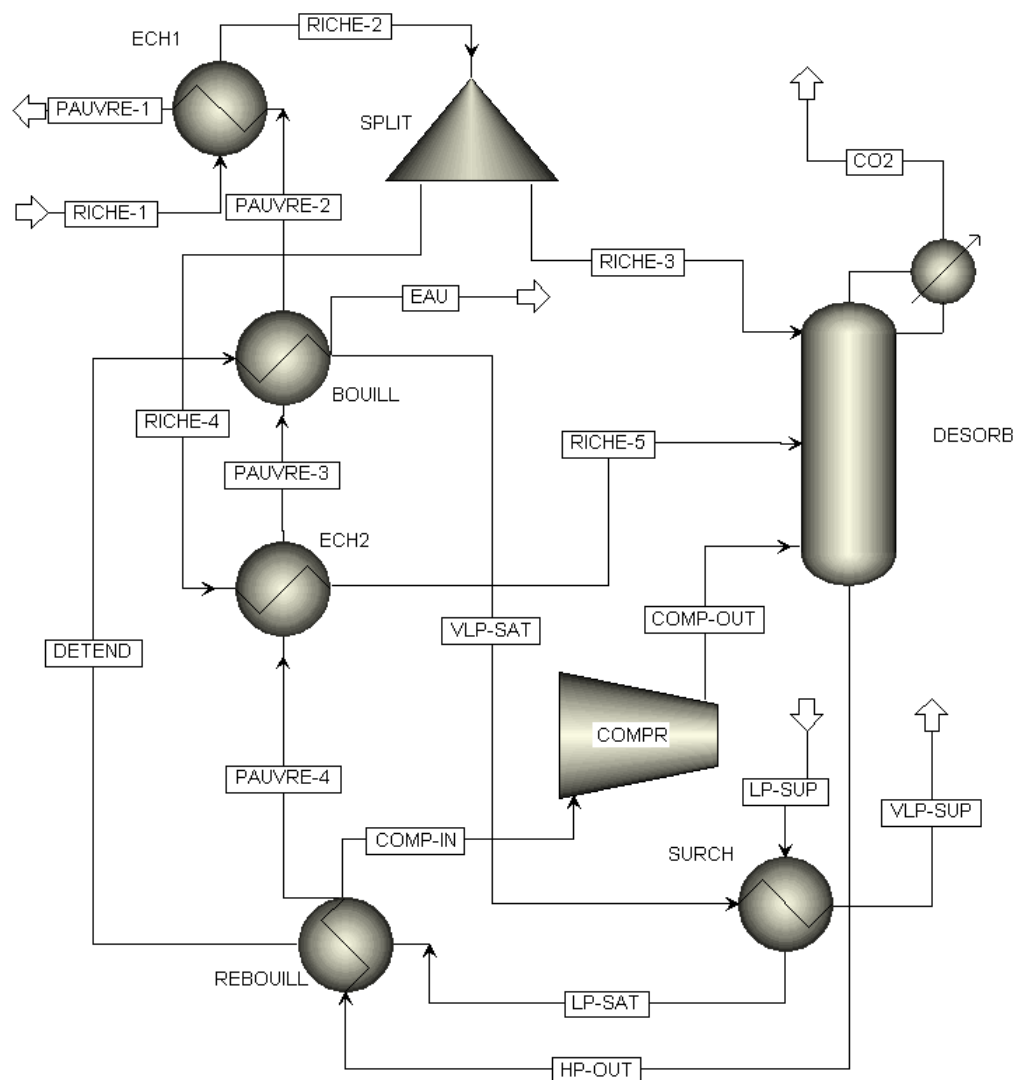 RICHE-2
ECH1
PAUVRE-1
SPLIT
CO2
RICHE-1
PAUVRE-2
RICHE-3
EAU
BOUILL
RICHE-4
RICHE-5
DESORB
PAUVRE-3
ECH2
COMP-OUT
VLP-SAT
DETEND
COMPR
PAUVRE-4
LP-SUP
VLP-SUP
COMP-IN
SURCH
REBOUILL
LP-SAT
HP-OUT